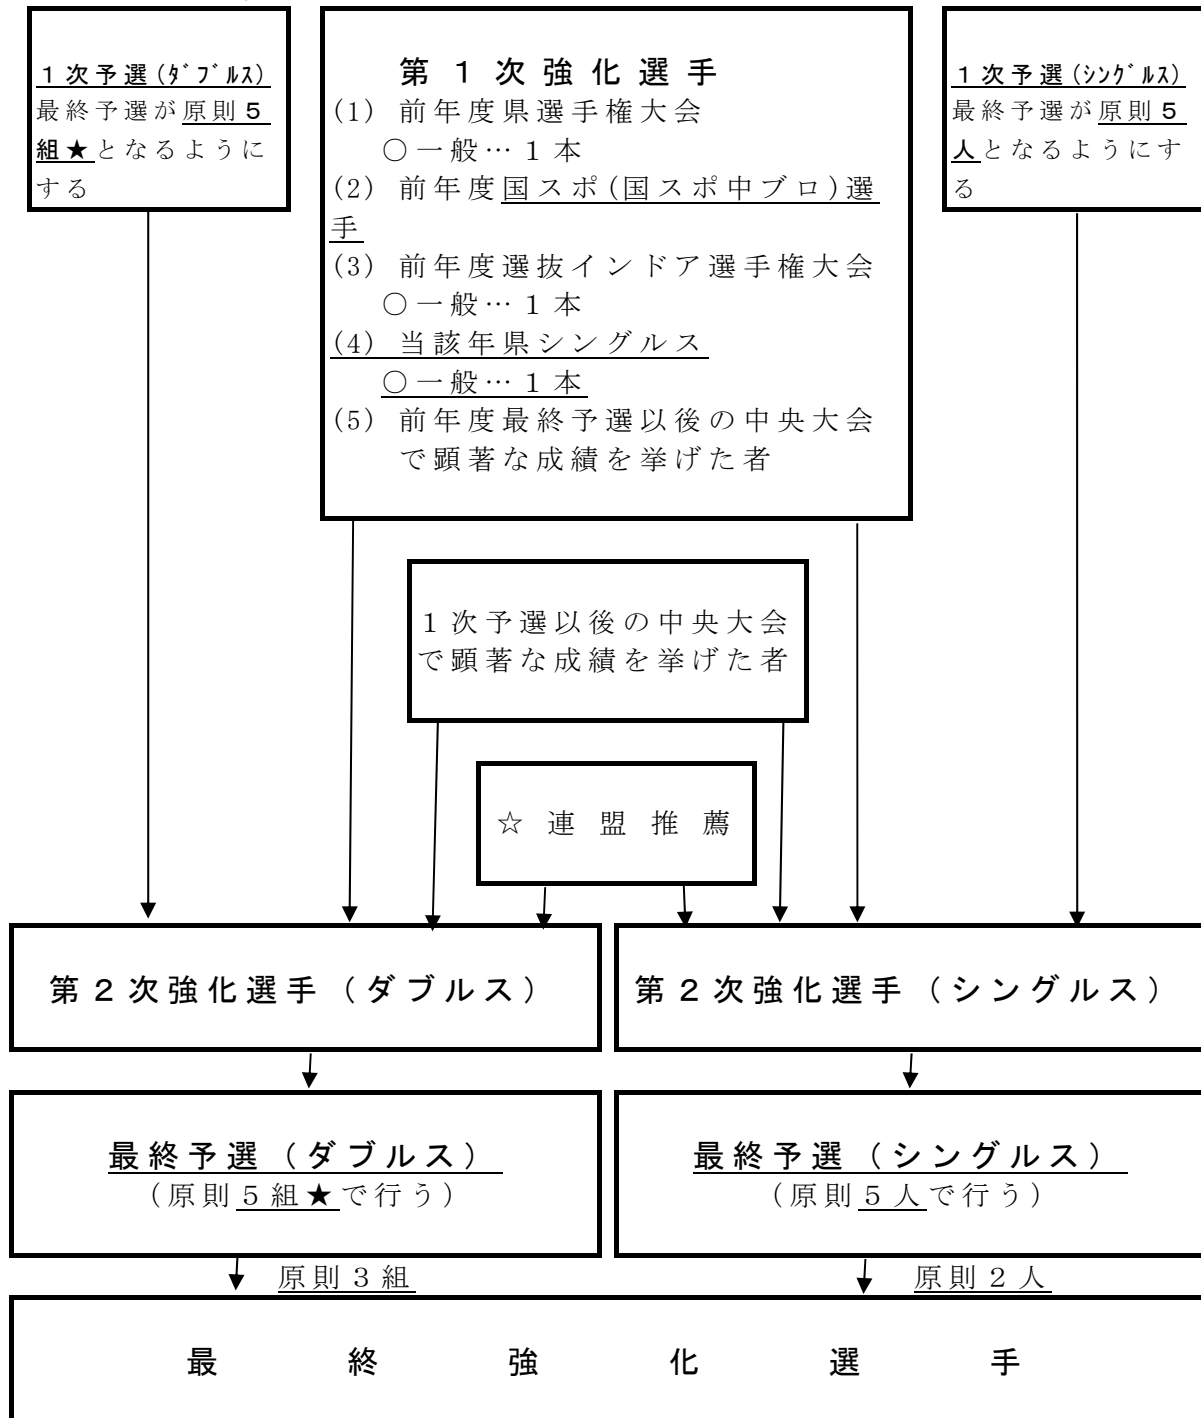 １次予選(ﾀﾞﾌﾞﾙｽ)
最終予選が原則５
組★となるように
する
第１次強化選手
(1) 前年度県選手権大会
○一般…１本
(2) 前年度国スポ(国スポ中ブロ)選
手
(3) 前年度選抜インドア選手権大会
○一般…１本
(4) 当該年県シングルス
○一般…１本
(5) 前年度最終予選以後の中央大会
で顕著な成績を挙げた者
１次予選(ｼﾝｸﾞﾙｽ)
最終予選が原則５
人となるようにす
る
１次予選以後の中央大会
で顕著な成績を挙げた者
☆連盟推薦
第２次強化選手（ダブルス）
第２次強化選手（シングルス）
最終予選（ダブルス）
（原則５組★で行う）
最終予選（シングルス）
（原則５人で行う）
原則３組
原則２人
最終強化選手